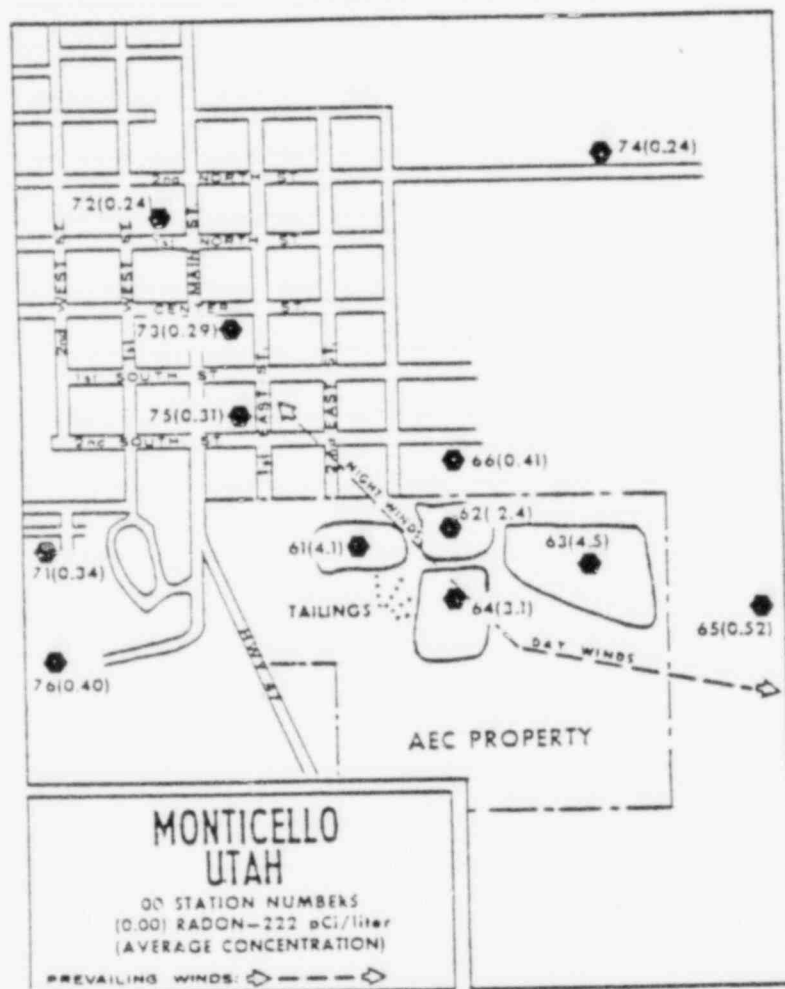 74(0.24)
2nd NORTH ST
72(0.24
1st NORTH ST
2nd WEST ST
1st WEST ST
MAIN ST
CENTER ST
73(0.29)
1st SOUTH ST
75(0.31)
1st EAST ST.
2nd EAST ST.
2nd SOUTH ST
66(0.41)
NIGHT WINDS
62( 2.4)
61(4.1)
63(4.5)
71(0.34)
TAILINGS
64(3.1)
65(0.52)
DAY WINDS
76(0.40)
HWY 47
AEC PROPERTY
MONTICELLO
UTAH
00 STATION NUMBERS
(0.00) RADON-222 pCi/liter
(AVERAGE CONCENTRATION)
PREVAILING WINDS: